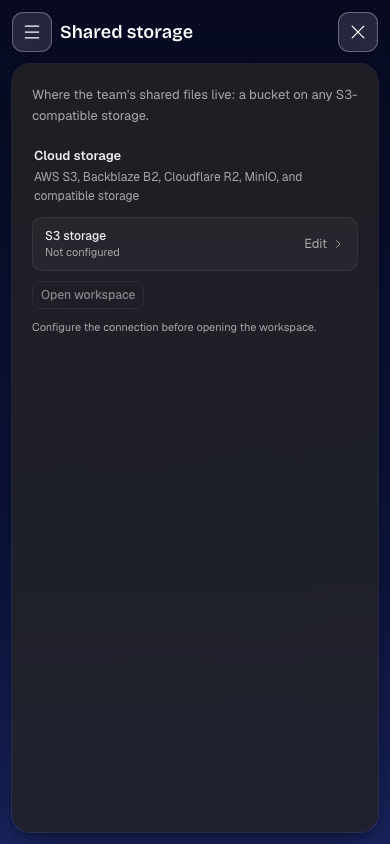 Shared storage
Where the team's shared files live: a bucket on any S3-
compatible storage.
Cloud storage
AWS S3, Backblaze B2, Cloudflare R2, MinIO, and
compatible storage
S3 storage
Not configured
Edit
Open workspace
Configure the connection before opening the workspace.